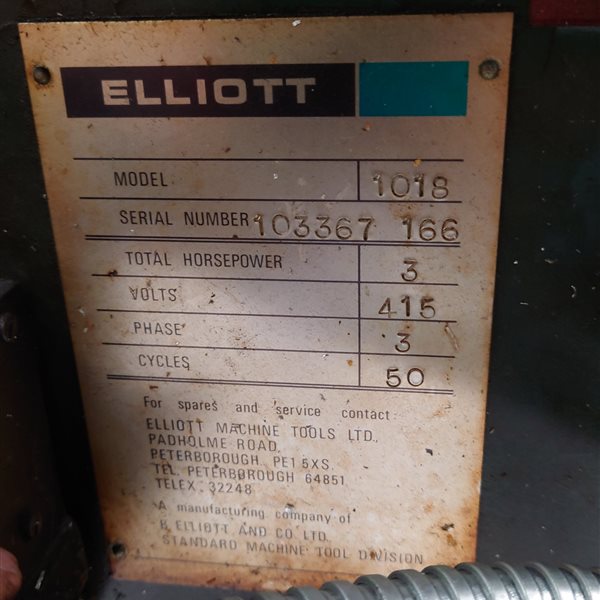 ELLIOTT
MODEL 1018
SERIAL NUMBER 103367 166
TOTAL HORSEPOWER 3
VOLTS 415
PHASE 3
CYCLES 50
For spares and service contact:
ELLIOTT MACHINE TOOLS LTD.,
PADHOLME ROAD,
PETERBOROUGH. PE1 5XS.
TEL. PETERBOROUGH 64851
TELEX. 32248
A manufacturing company of
B. ELLIOTT AND CO LTD.
STANDARD MACHINE TOOL DIVISION